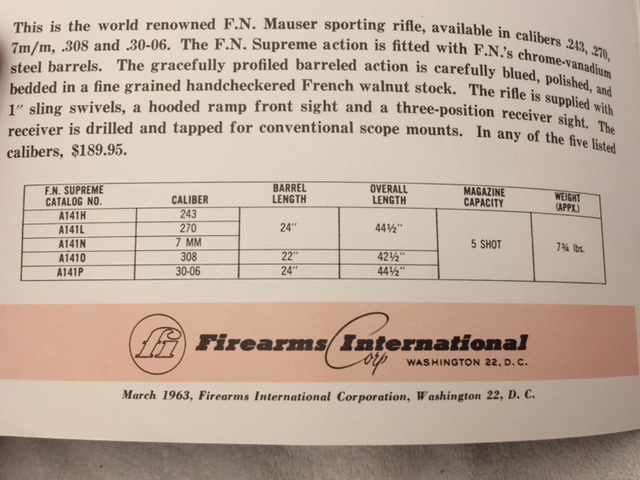 This is the world renowned F.N. Mauser sporting rifle, available in calibers .243, .270,
7m/m, .308 and .30-06. The F.N. Supreme action is fitted with F.N.'s chrome-vanadium
steel barrels. The gracefully profiled barreled action is carefully blued, polished, and
bedded in a fine grained handcheckered French walnut stock. The rifle is supplied with
1" sling swivels, a hooded ramp front sight and a three-position receiver sight. The
receiver is drilled and tapped for conventional scope mounts. In any of the five listed
calibers, $189.95.
F.N. SUPREME CATALOG NO. CALIBER BARREL LENGTH OVERALL LENGTH MAGAZINE CAPACITY WEIGHT (APPX.)
A141H 243
A141L 270 24" 44½"
A141N 7 MM 5 SHOT 7¾ lbs.
A141O 308 22" 42½"
A141P 30-06 24" 44½"
fi Firearms International
Corp WASHINGTON 22, D.C.
March 1963, Firearms International Corporation, Washington 22, D. C.